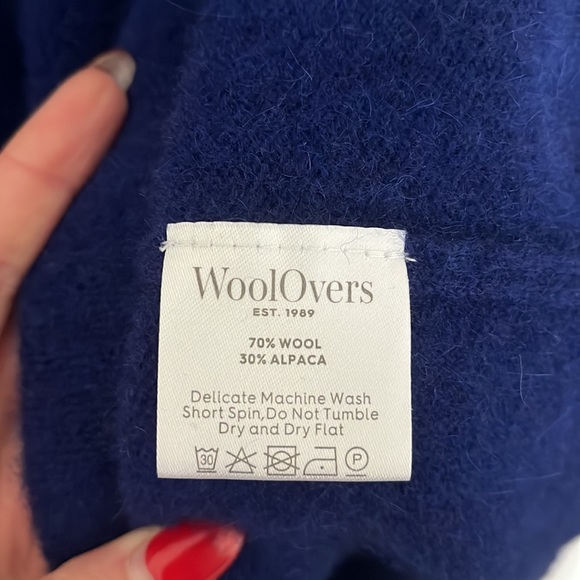 WoolOvers
EST. 1989
70% WOOL
30% ALPACA
Delicate Machine Wash
Short Spin, Do Not Tumble
Dry and Dry Flat
30 P